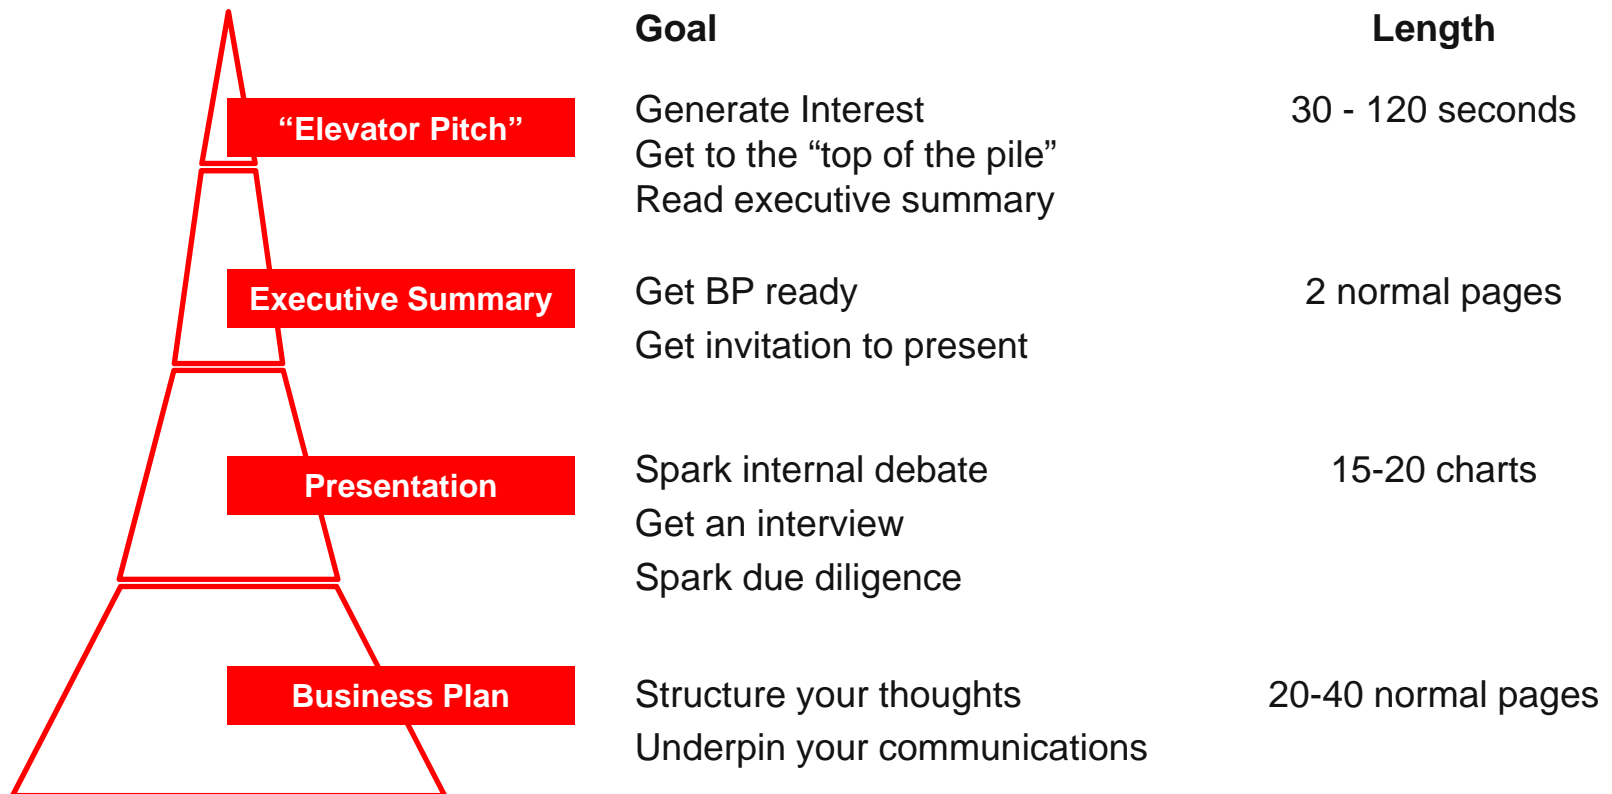 Goal Length
“Elevator Pitch” Generate Interest 30 - 120 seconds
Get to the “top of the pile”
Read executive summary
Executive Summary Get BP ready 2 normal pages
Get invitation to present
Presentation Spark internal debate 15-20 charts
Get an interview
Spark due diligence
Business Plan Structure your thoughts 20-40 normal pages
Underpin your communications